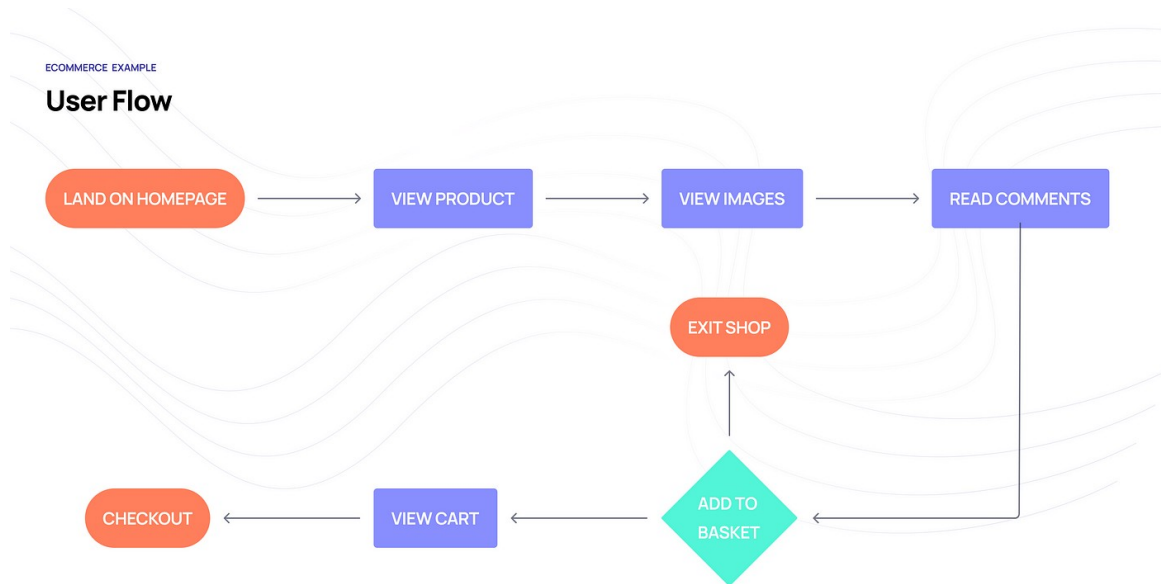 ECOMMERCE EXAMPLE
User Flow
LAND ON HOMEPAGE
VIEW PRODUCT
VIEW IMAGES
READ COMMENTS
EXIT SHOP
CHECKOUT
VIEW CART
ADD TO
BASKET